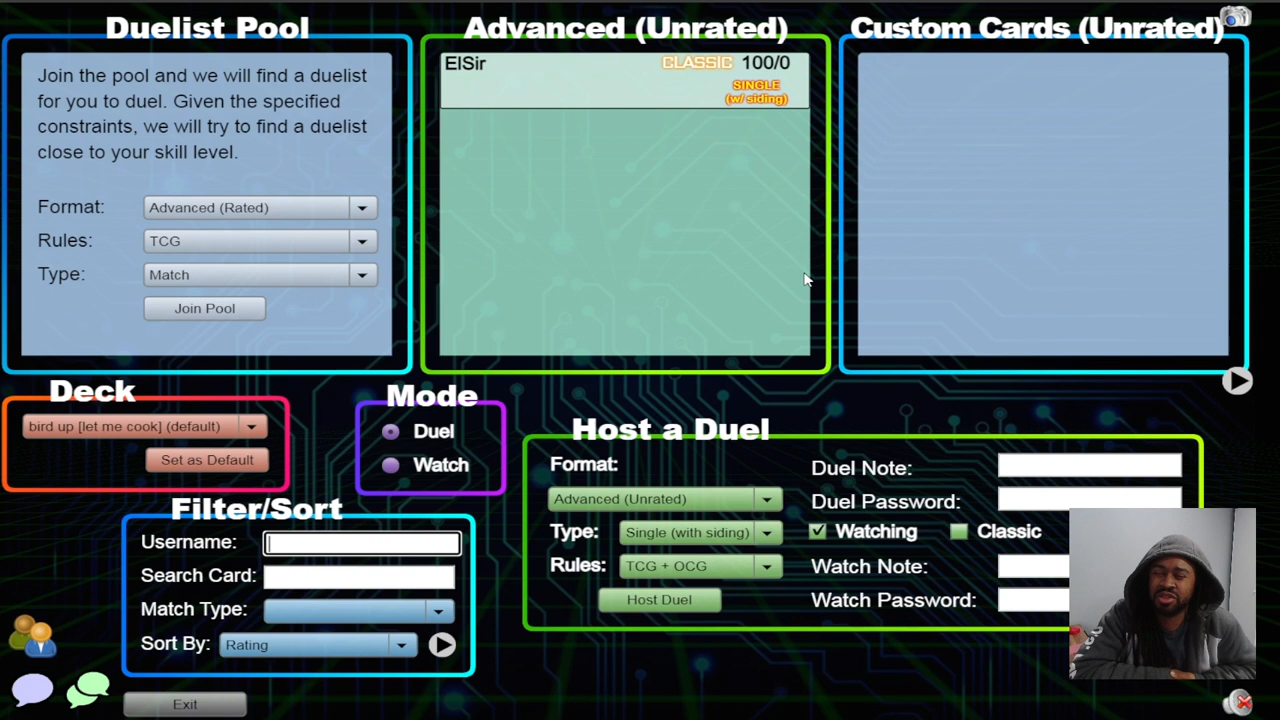 Duelist Pool
Join the pool and we will find a duelist
for you to duel. Given the specified
constraints, we will try to find a duelist
close to your skill level.
Format: Advanced (Rated)
Rules: TCG
Type: Match
Join Pool
Advanced (Unrated)
ElSir CLASSIC 100/0
SINGLE
(w/ siding)
Custom Cards (Unrated)
Deck
bird up [let me cook] (default)
Set as Default
Mode
Duel
Watch
Filter/Sort
Username:
Search Card:
Match Type:
Sort By: Rating
Exit
Host a Duel
Format:
Advanced (Unrated)
Type: Single (with siding)
Rules: TCG + OCG
Host Duel
Duel Note:
Duel Password:
Watching Classic
Watch Note:
Watch Password: